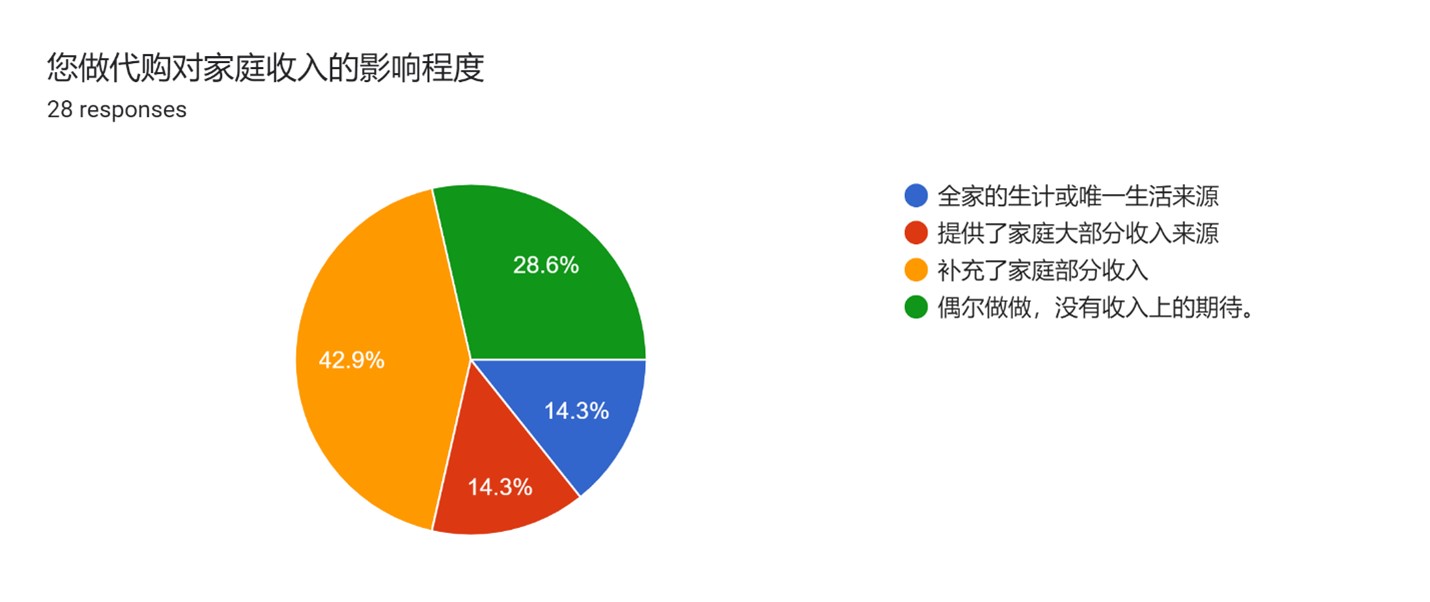 您做代购对家庭收入的影响程度
28 responses
28.6%
42.9%
14.3%
14.3%
全家的生计或唯一生活来源
提供了家庭大部分收入来源
补充了家庭部分收入
偶尔做做，没有收入上的期待。